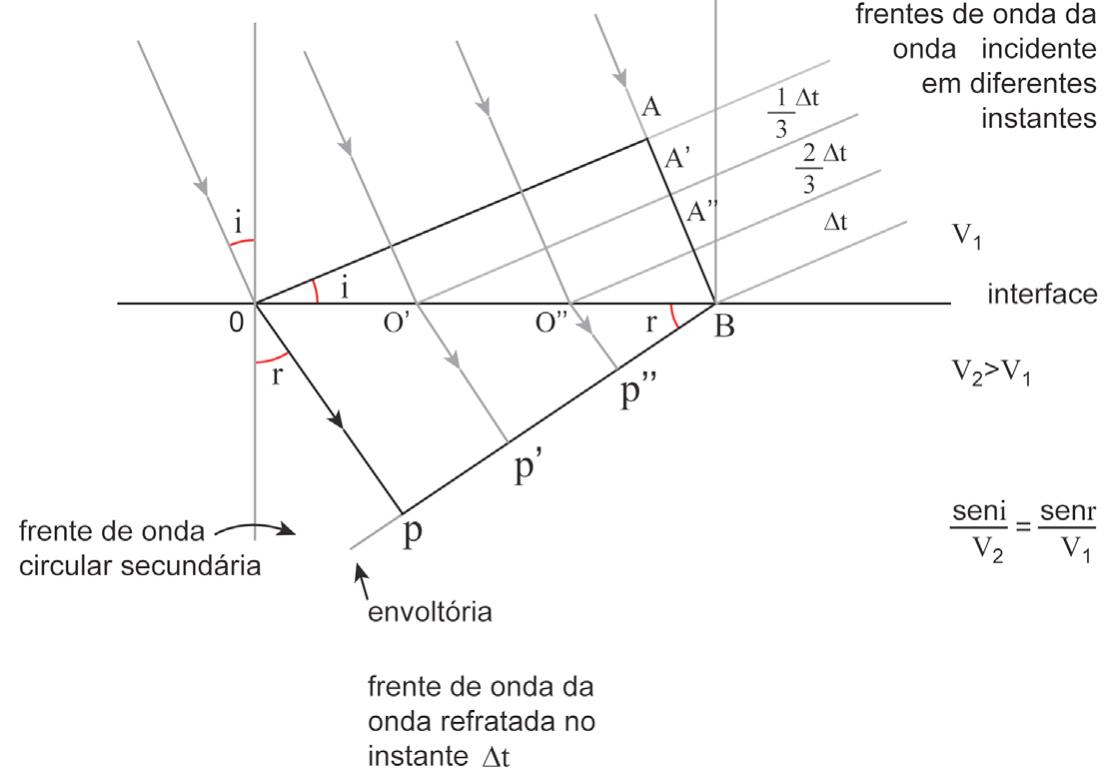 frentes de onda da
onda incidente
em diferentes
instantes
A
1/3 Δt
A'
2/3 Δt
A"
Δt
i
V₁
i
interface
0
O'
O"
r
B
r
V₂>V₁
p"
p'
p
seni/V₂ = senr/V₁
frente de onda
circular secundária
envoltória
frente de onda da
onda refratada no
instante Δt